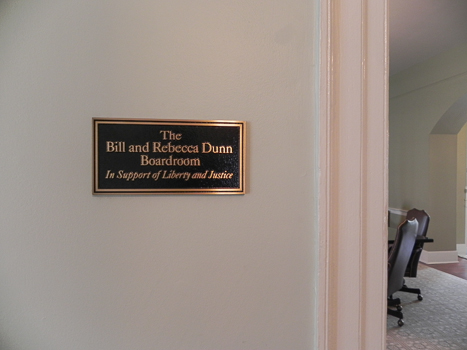 The
Bill and Rebecca Dunn
Boardroom
In Support of Liberty and Justice